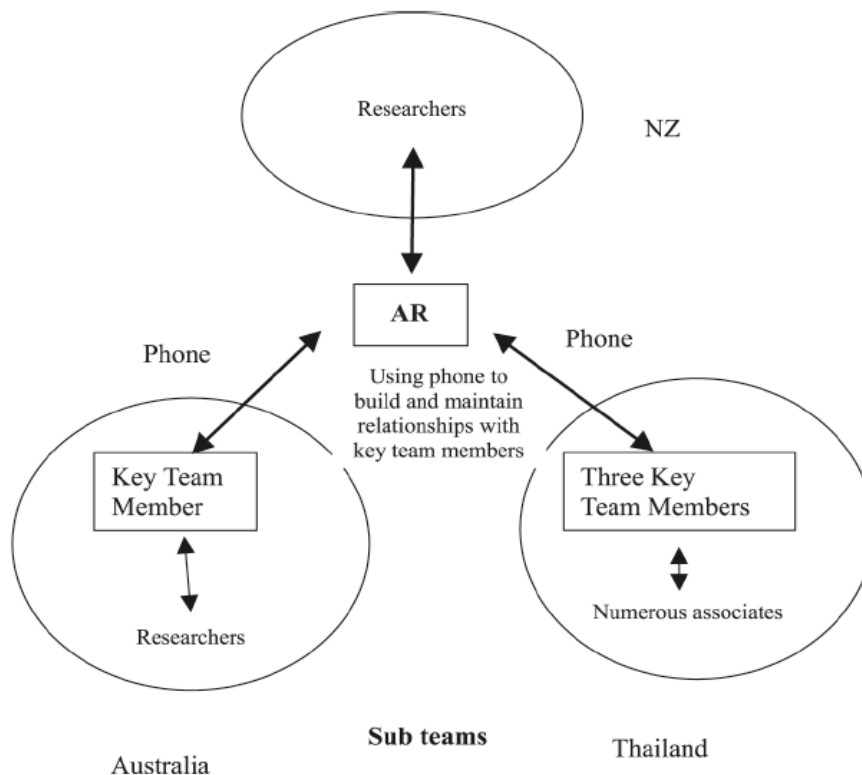 Researchers
NZ
AR
Phone
Phone
Using phone to
build and maintain
relationships with
key team members
Key Team
Member
Three Key
Team Members
Researchers
Numerous associates
Sub teams
Australia
Thailand